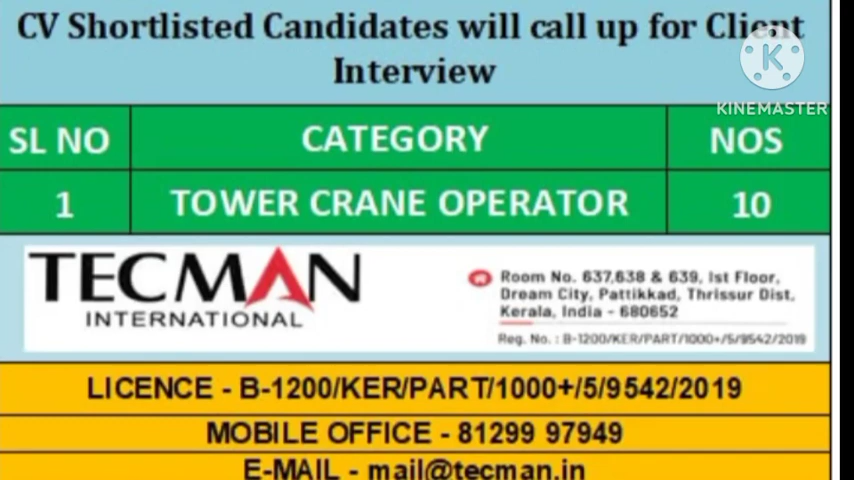 CV Shortlisted Candidates will call up for Client
Interview
KINEMASTER
SL NO CATEGORY NOS
1 TOWER CRANE OPERATOR 10
TECMAN
INTERNATIONAL
Room No. 637,638 & 639, Ist Floor,
Dream City, Pattikkad, Thrissur Dist,
Kerala, India - 680652
Reg. No. : B-1200/KER/PART/1000+/5/9542/2019
LICENCE - B-1200/KER/PART/1000+/5/9542/2019
MOBILE OFFICE - 81299 97949
E-MAIL - mail@tecman.in